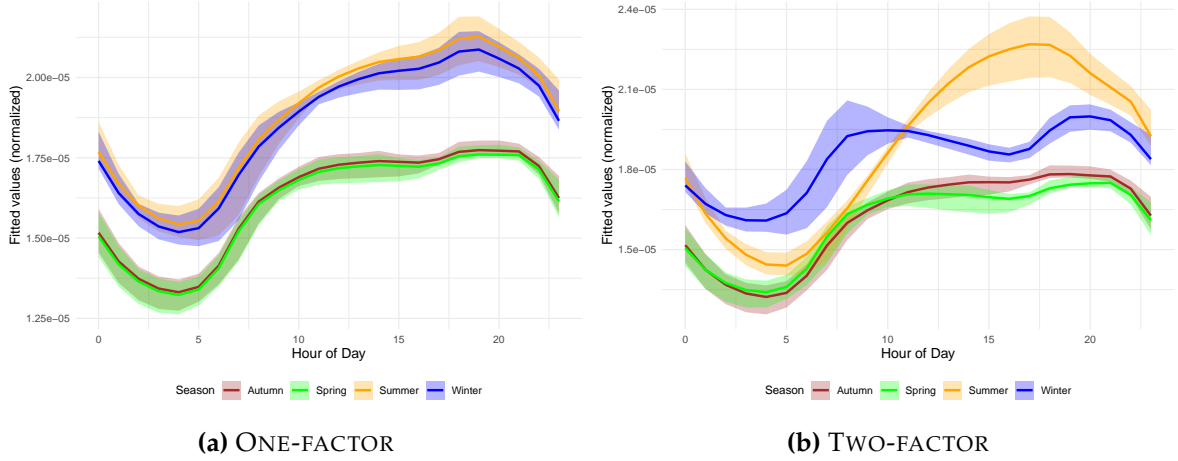 Fitted values (normalized)
2.00e−05
1.75e−05
1.50e−05
1.25e−05
0 5 10 15 20
Hour of Day
Season Autumn Spring Summer Winter
(a) ONE-FACTOR
Fitted values (normalized)
2.4e−05
2.1e−05
1.8e−05
1.5e−05
0 5 10 15 20
Hour of Day
Season Autumn Spring Summer Winter
(b) TWO-FACTOR